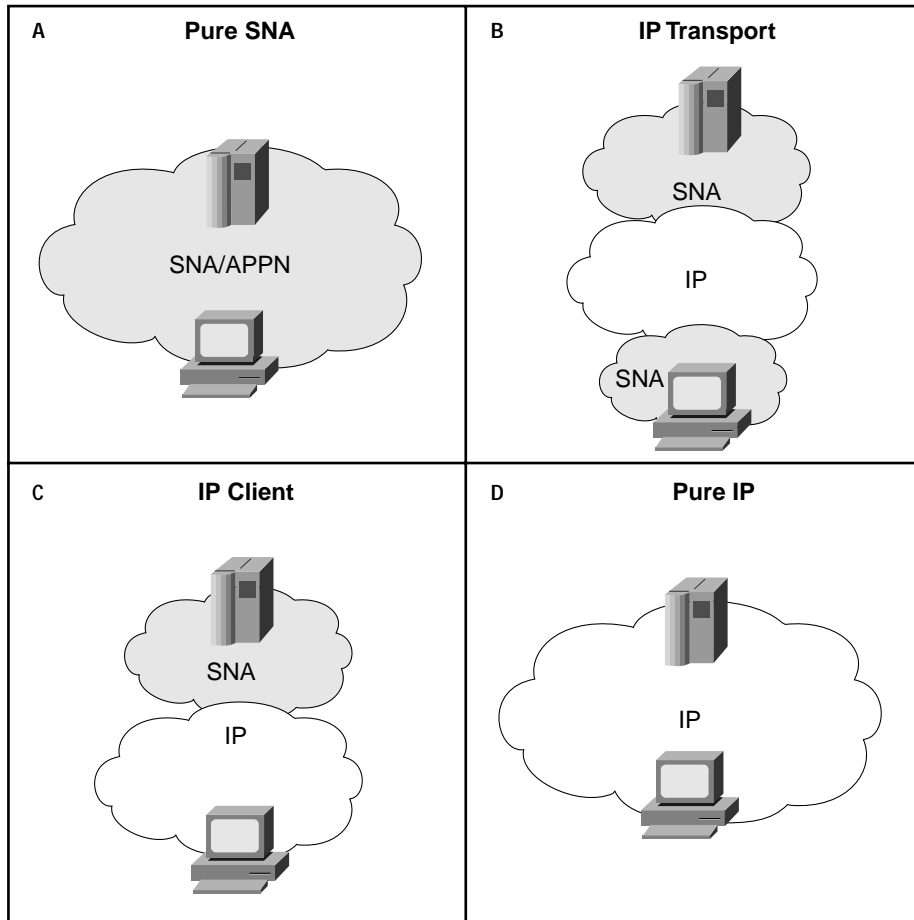 A
Pure SNA
SNA/APPN
B
IP Transport
SNA
IP
SNA
C
IP Client
SNA
IP
D
Pure IP
IP